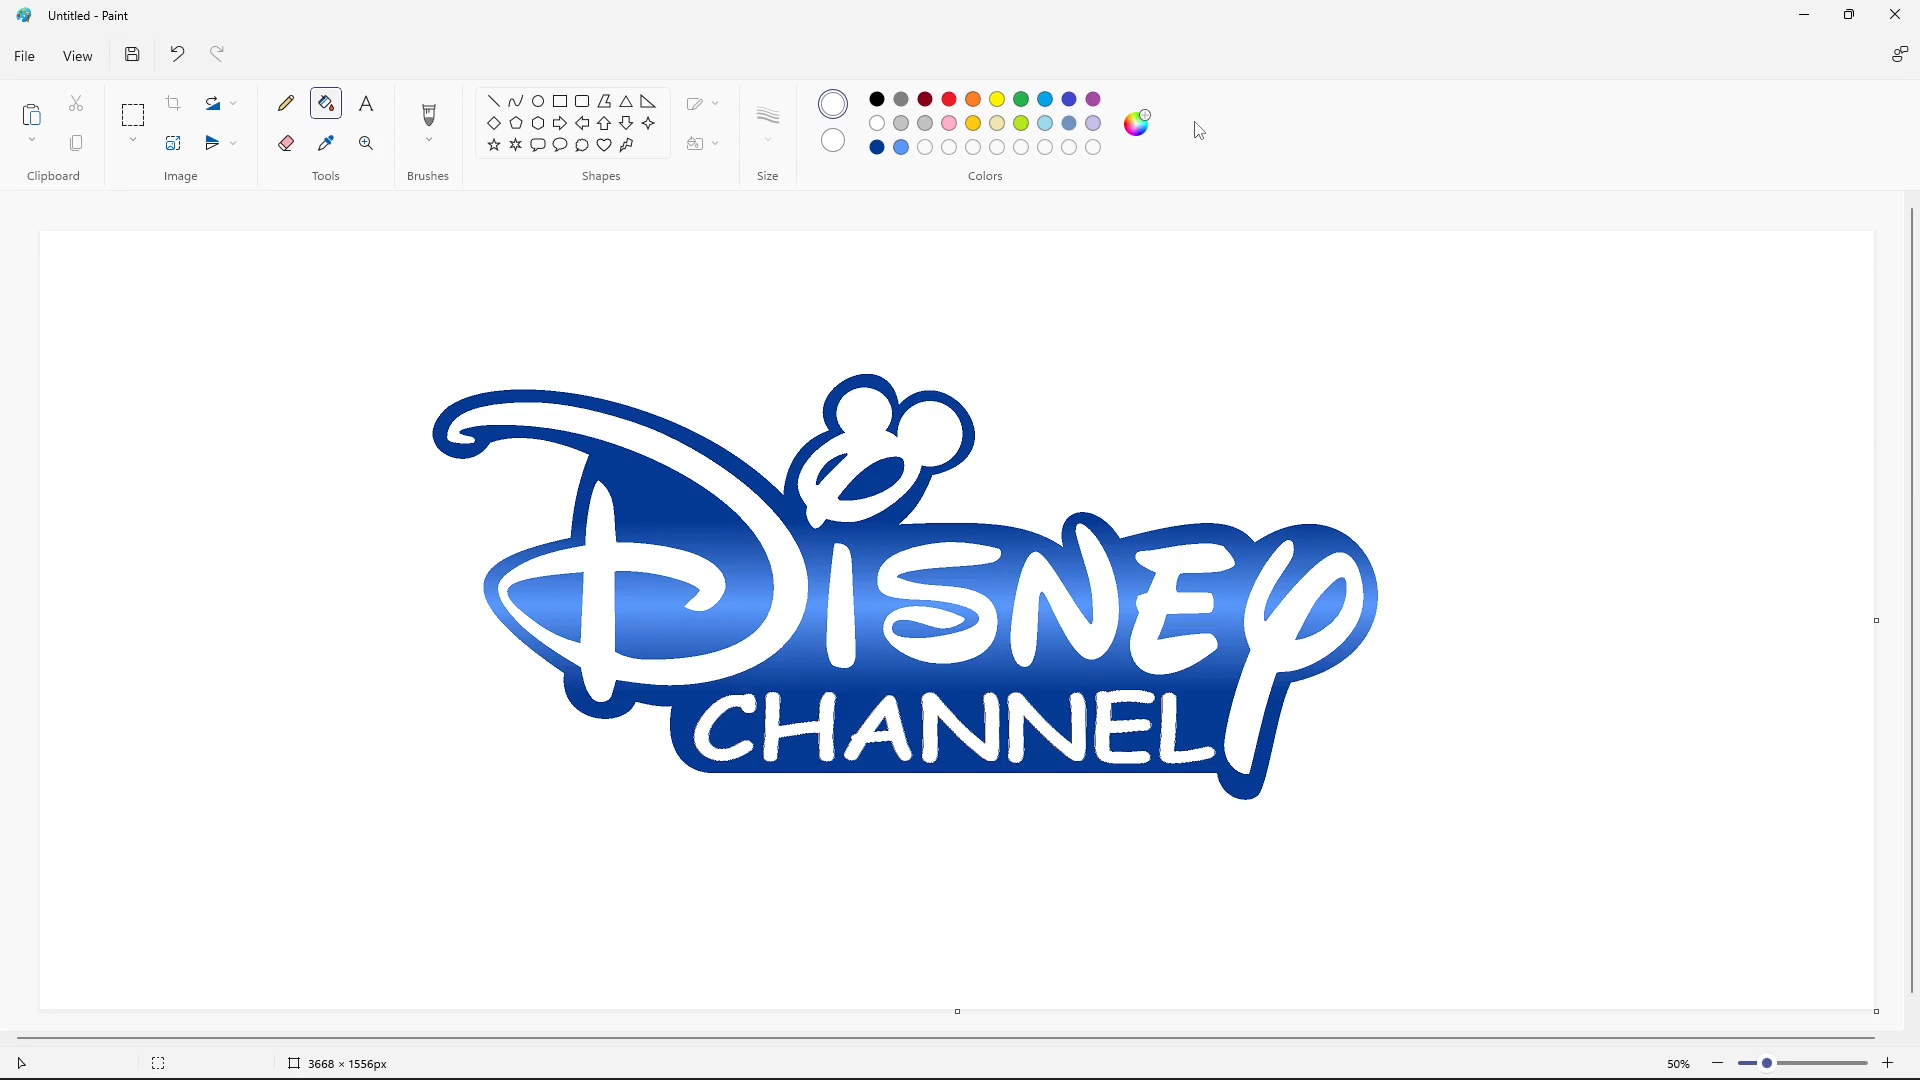 Untitled - Paint
File View
Clipboard
Image
Tools
Brushes
Shapes
Size
Colors
DISNEY
CHANNEL
3668 × 1556px
50%